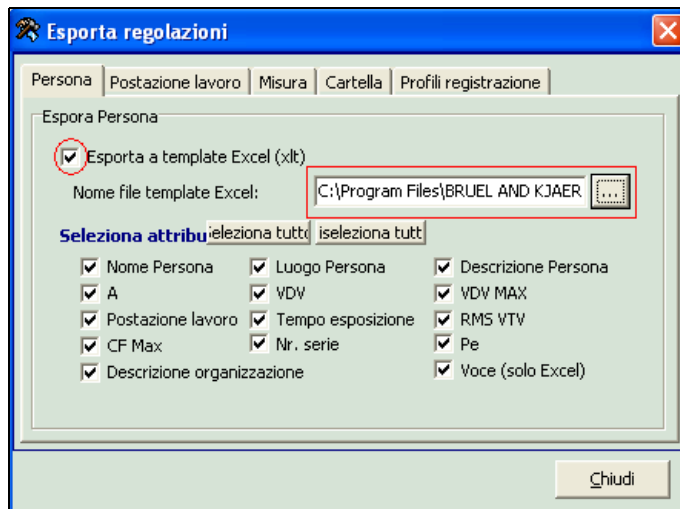 Esporta regolazioni
Persona Postazione lavoro Misura Cartella Profili registrazione
Espora Persona
Esporta a template Excel (xlt)
Nome file template Excel: C:\Program Files\BRUEL AND KJAER ...
Seleziona attribu eleziona tutto iseleziona tutt
Nome Persona Luogo Persona Descrizione Persona
A VDV VDV MAX
Postazione lavoro Tempo esposizione RMS VTV
CF Max Nr. serie Pe
Descrizione organizzazione Voce (solo Excel)
Chiudi